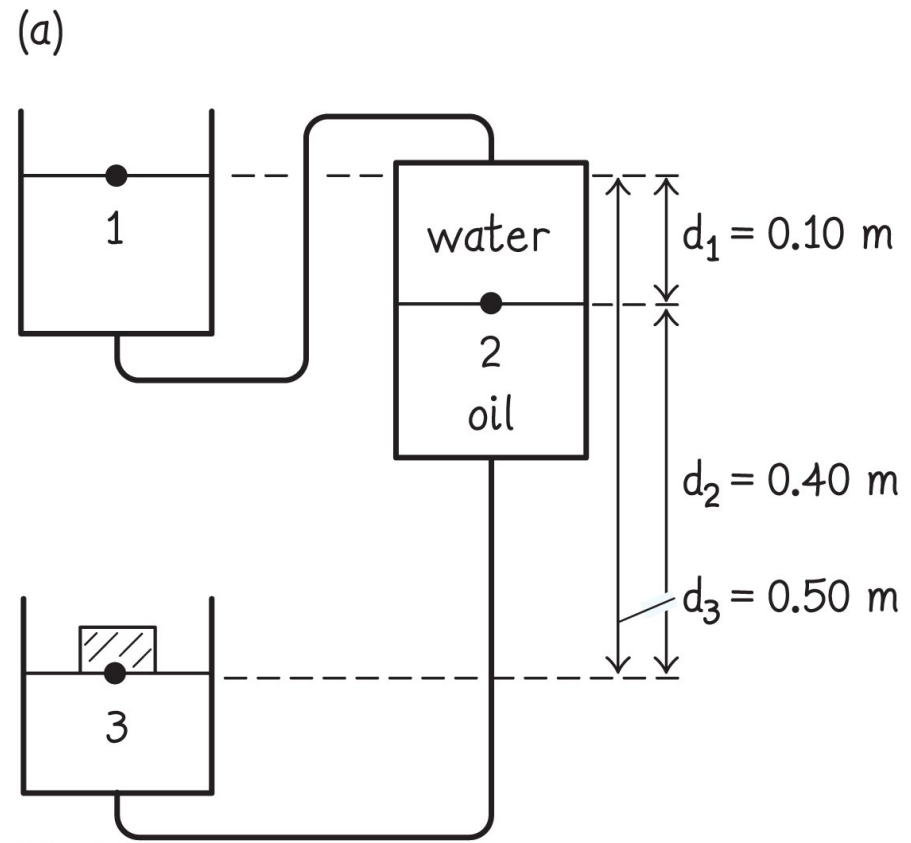 (a)
1
water
d₁ = 0.10 m
2
oil
d₂ = 0.40 m
d₃ = 0.50 m
3